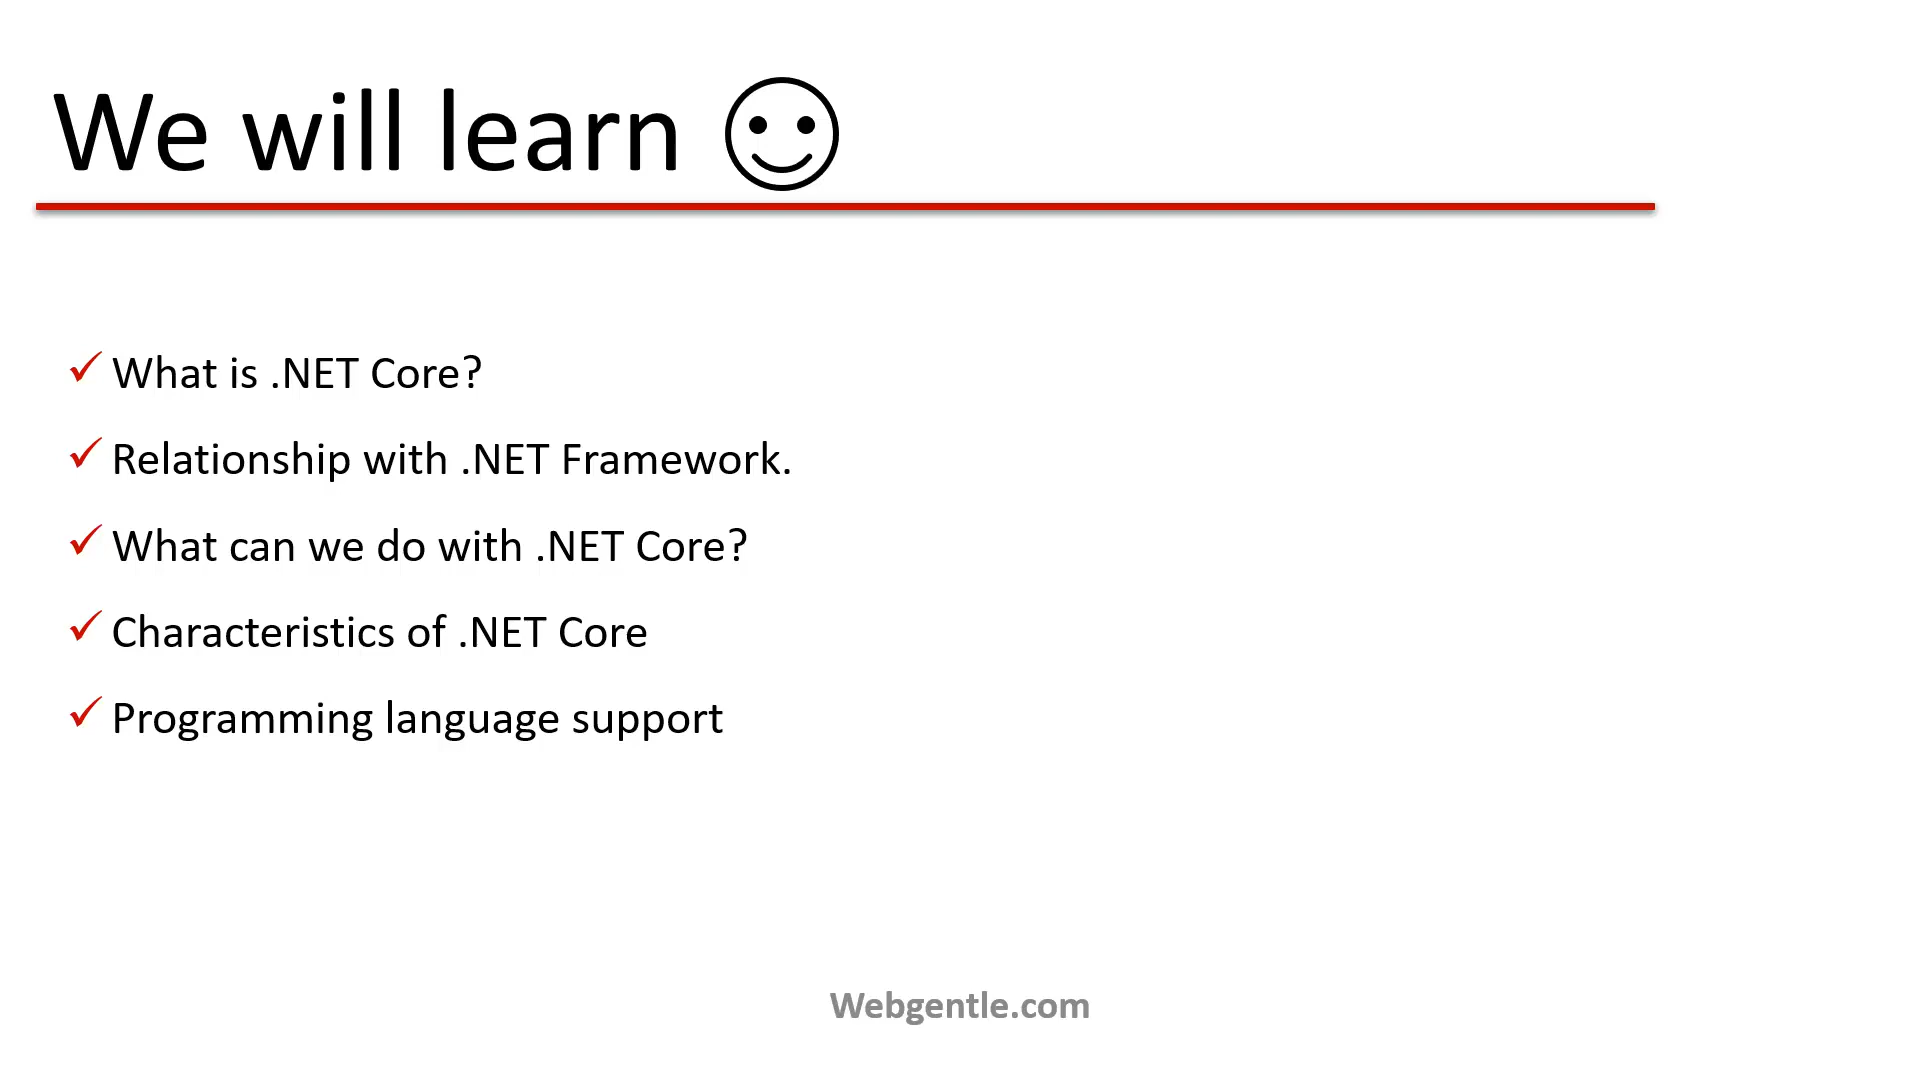 We will learn ☺
✓ What is .NET Core?
✓ Relationship with .NET Framework.
✓ What can we do with .NET Core?
✓ Characteristics of .NET Core
✓ Programming language support
Webgentle.com